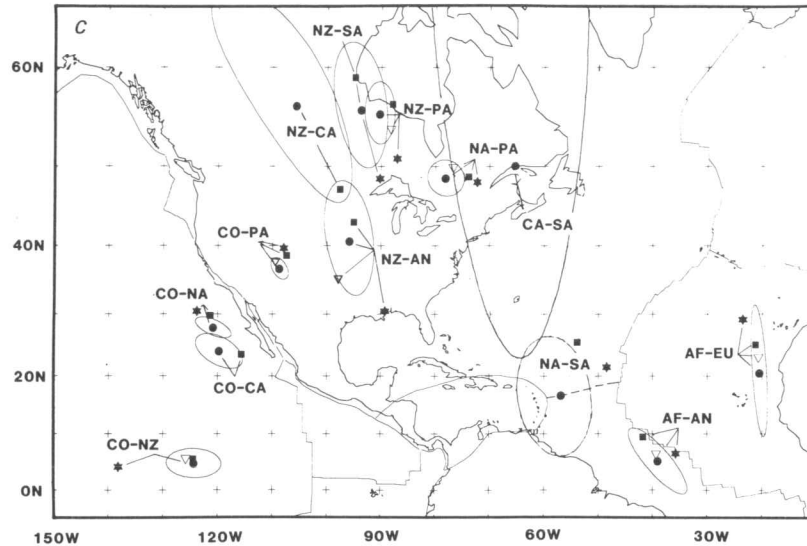 C
NZ-SA
60N
NZ-PA
NZ-CA
NA-PA
CA-SA
CO-PA
40N
NZ-AN
CO-NA
NA-SA
AF-EU
20N
CO-CA
AF-AN
CO-NZ
0N
150W
120W
90W
60W
30W